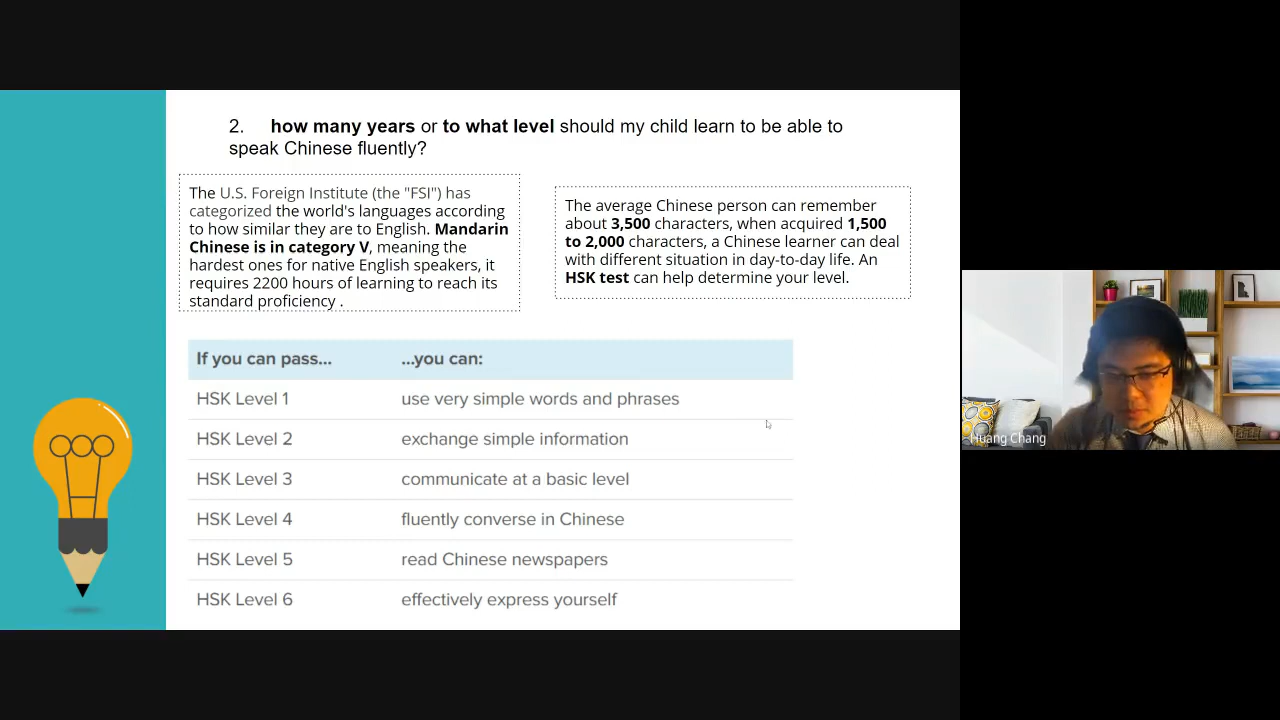 2. how many years or to what level should my child learn to be able to
speak Chinese fluently?
The U.S. Foreign Institute (the "FSI") has
categorized the world's languages according
to how similar they are to English. Mandarin
Chinese is in category V, meaning the
hardest ones for native English speakers, it
requires 2200 hours of learning to reach its
standard proficiency .
The average Chinese person can remember
about 3,500 characters, when acquired 1,500
to 2,000 characters, a Chinese learner can deal
with different situation in day-to-day life. An
HSK test can help determine your level.
If you can pass... ...you can:
HSK Level 1 use very simple words and phrases
HSK Level 2 exchange simple information
HSK Level 3 communicate at a basic level
HSK Level 4 fluently converse in Chinese
HSK Level 5 read Chinese newspapers
HSK Level 6 effectively express yourself
Huang Chang